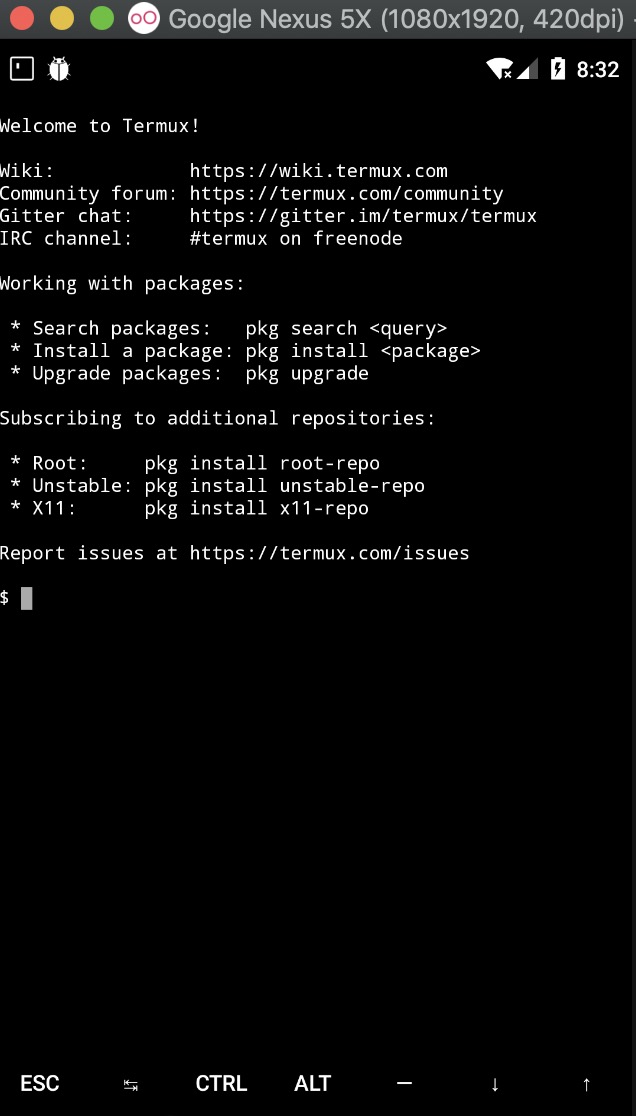 Google Nexus 5X (1080x1920, 420dpi)
8:32
Welcome to Termux!
Wiki:            https://wiki.termux.com
Community forum: https://termux.com/community
Gitter chat:     https://gitter.im/termux/termux
IRC channel:     #termux on freenode
Working with packages:
 * Search packages:   pkg search <query>
 * Install a package: pkg install <package>
 * Upgrade packages:  pkg upgrade
Subscribing to additional repositories:
 * Root:     pkg install root-repo
 * Unstable: pkg install unstable-repo
 * X11:      pkg install x11-repo
Report issues at https://termux.com/issues
$
ESC ↹ CTRL ALT — ↓ ↑